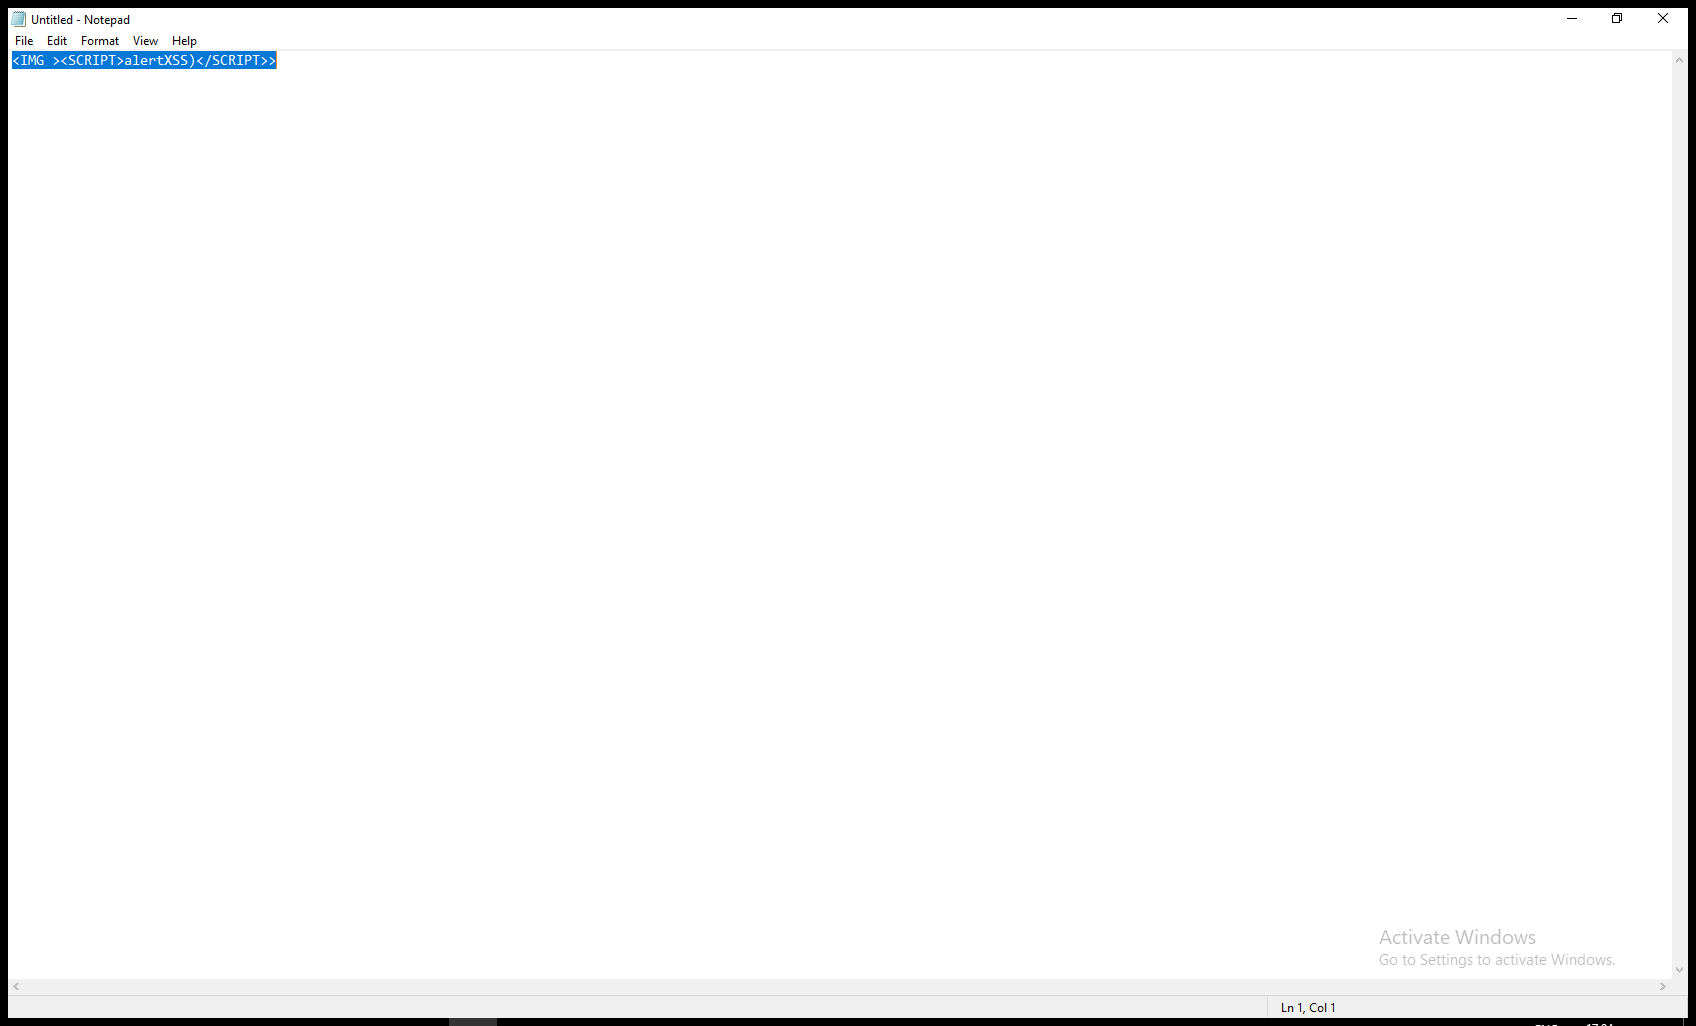 Untitled - Notepad
File Edit Format View Help
<IMG ><SCRIPT>alertXSS)</SCRIPT>>
Activate Windows
Go to Settings to activate Windows.
Ln 1, Col 1